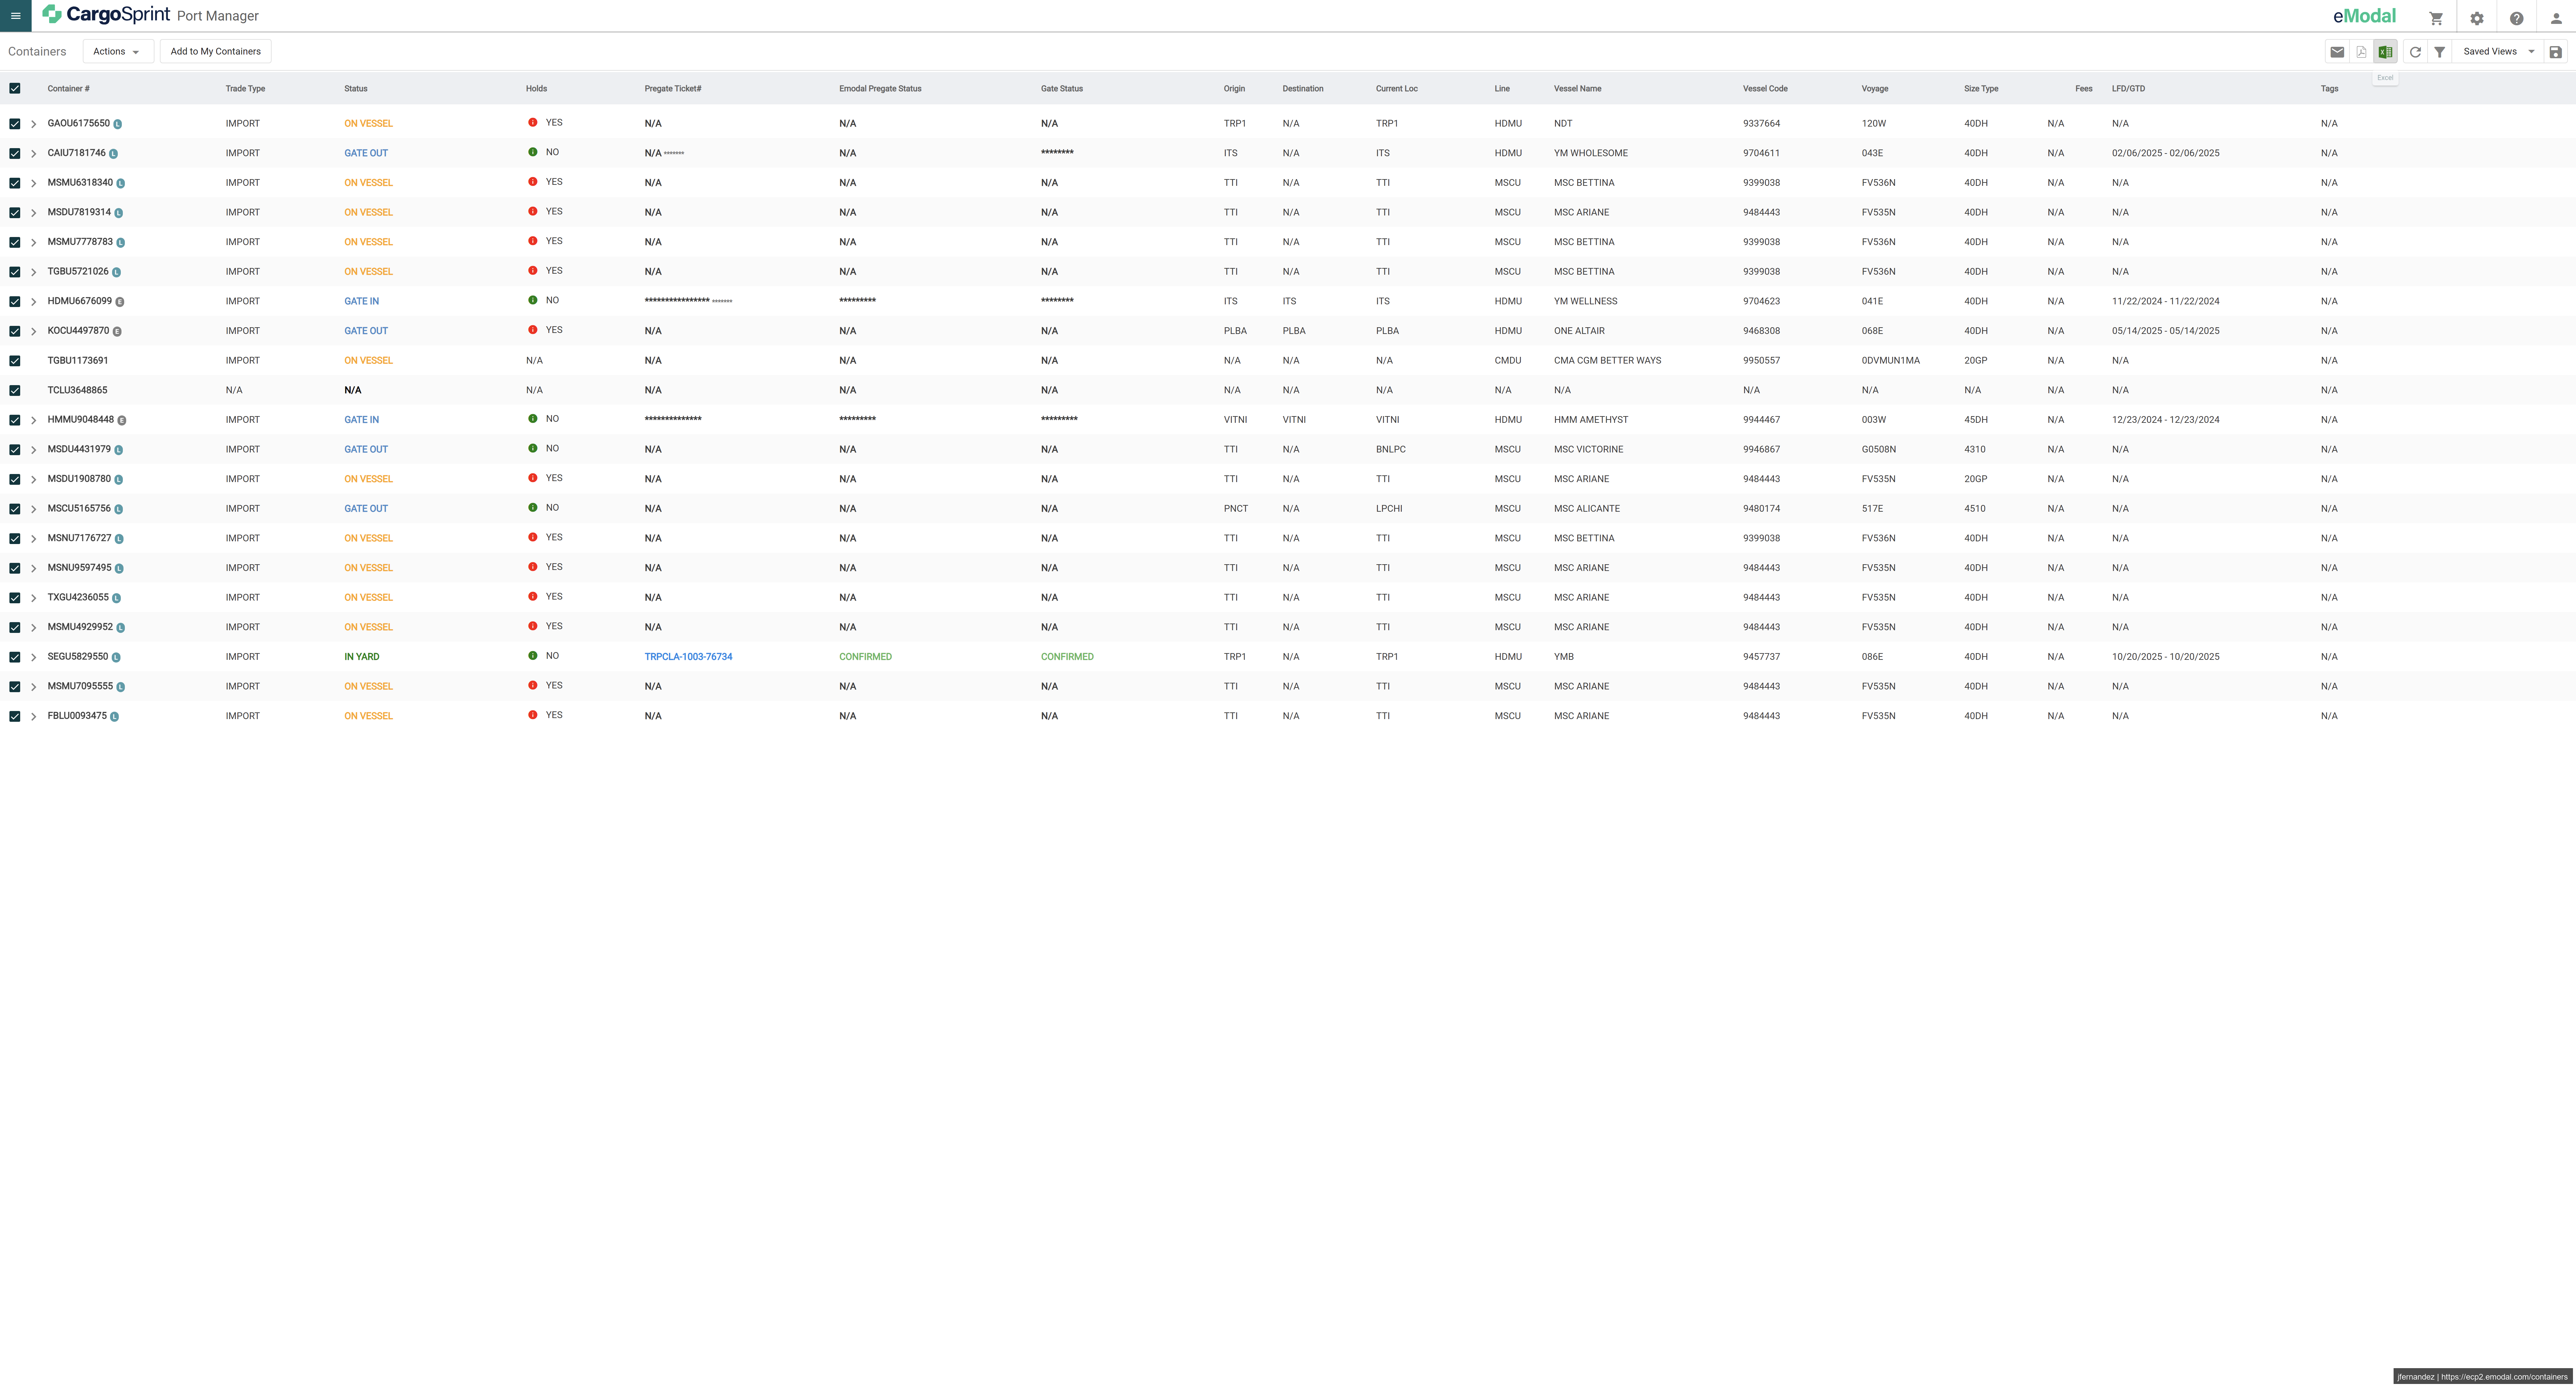 CargoSprint Port Manager eModal
Containers Actions Add to My Containers Saved Views
Excel
Container # Trade Type Status Holds Pregate Ticket# Emodal Pregate Status Gate Status Origin Destination Current Loc Line Vessel Name Vessel Code Voyage Size Type Fees LFD/GTD Tags
GAOU6175650 L IMPORT ON VESSEL YES N/A N/A N/A TRP1 N/A TRP1 HDMU NDT 9337664 120W 40DH N/A N/A N/A
CAIU7181746 L IMPORT GATE OUT NO N/A ******* N/A ******** ITS N/A ITS HDMU YM WHOLESOME 9704611 043E 40DH N/A 02/06/2025 - 02/06/2025 N/A
MSMU6318340 L IMPORT ON VESSEL YES N/A N/A N/A TTI N/A TTI MSCU MSC BETTINA 9399038 FV536N 40DH N/A N/A N/A
MSDU7819314 L IMPORT ON VESSEL YES N/A N/A N/A TTI N/A TTI MSCU MSC ARIANE 9484443 FV535N 40DH N/A N/A N/A
MSMU7778783 L IMPORT ON VESSEL YES N/A N/A N/A TTI N/A TTI MSCU MSC BETTINA 9399038 FV536N 40DH N/A N/A N/A
TGBU5721026 L IMPORT ON VESSEL YES N/A N/A N/A TTI N/A TTI MSCU MSC BETTINA 9399038 FV536N 40DH N/A N/A N/A
HDMU6676099 E IMPORT GATE IN NO **************** ******* ********* ******** ITS ITS ITS HDMU YM WELLNESS 9704623 041E 40DH N/A 11/22/2024 - 11/22/2024 N/A
KOCU4497870 E IMPORT GATE OUT YES N/A N/A N/A PLBA PLBA PLBA HDMU ONE ALTAIR 9468308 068E 40DH N/A 05/14/2025 - 05/14/2025 N/A
TGBU1173691 IMPORT ON VESSEL N/A N/A N/A N/A N/A N/A N/A CMDU CMA CGM BETTER WAYS 9950557 0DVMUN1MA 20GP N/A N/A N/A
TCLU3648865 N/A N/A N/A N/A N/A N/A N/A N/A N/A N/A N/A N/A N/A N/A N/A N/A N/A
HMMU9048448 E IMPORT GATE IN NO ************** ********* ********* VITNI VITNI VITNI HDMU HMM AMETHYST 9944467 003W 45DH N/A 12/23/2024 - 12/23/2024 N/A
MSDU4431979 L IMPORT GATE OUT NO N/A N/A N/A TTI N/A BNLPC MSCU MSC VICTORINE 9946867 G0508N 4310 N/A N/A N/A
MSDU1908780 L IMPORT ON VESSEL YES N/A N/A N/A TTI N/A TTI MSCU MSC ARIANE 9484443 FV535N 20GP N/A N/A N/A
MSCU5165756 L IMPORT GATE OUT NO N/A N/A N/A PNCT N/A LPCHI MSCU MSC ALICANTE 9480174 517E 4510 N/A N/A N/A
MSNU7176727 L IMPORT ON VESSEL YES N/A N/A N/A TTI N/A TTI MSCU MSC BETTINA 9399038 FV536N 40DH N/A N/A N/A
MSNU9597495 L IMPORT ON VESSEL YES N/A N/A N/A TTI N/A TTI MSCU MSC ARIANE 9484443 FV535N 40DH N/A N/A N/A
TXGU4236055 L IMPORT ON VESSEL YES N/A N/A N/A TTI N/A TTI MSCU MSC ARIANE 9484443 FV535N 40DH N/A N/A N/A
MSMU4929952 L IMPORT ON VESSEL YES N/A N/A N/A TTI N/A TTI MSCU MSC ARIANE 9484443 FV535N 40DH N/A N/A N/A
SEGU5829550 L IMPORT IN YARD NO TRPCLA-1003-76734 CONFIRMED CONFIRMED TRP1 N/A TRP1 HDMU YMB 9457737 086E 40DH N/A 10/20/2025 - 10/20/2025 N/A
MSMU7095555 L IMPORT ON VESSEL YES N/A N/A N/A TTI N/A TTI MSCU MSC ARIANE 9484443 FV535N 40DH N/A N/A N/A
FBLU0093475 L IMPORT ON VESSEL YES N/A N/A N/A TTI N/A TTI MSCU MSC ARIANE 9484443 FV535N 40DH N/A N/A N/A
jfernandez | https://ecp2.emodal.com/containers